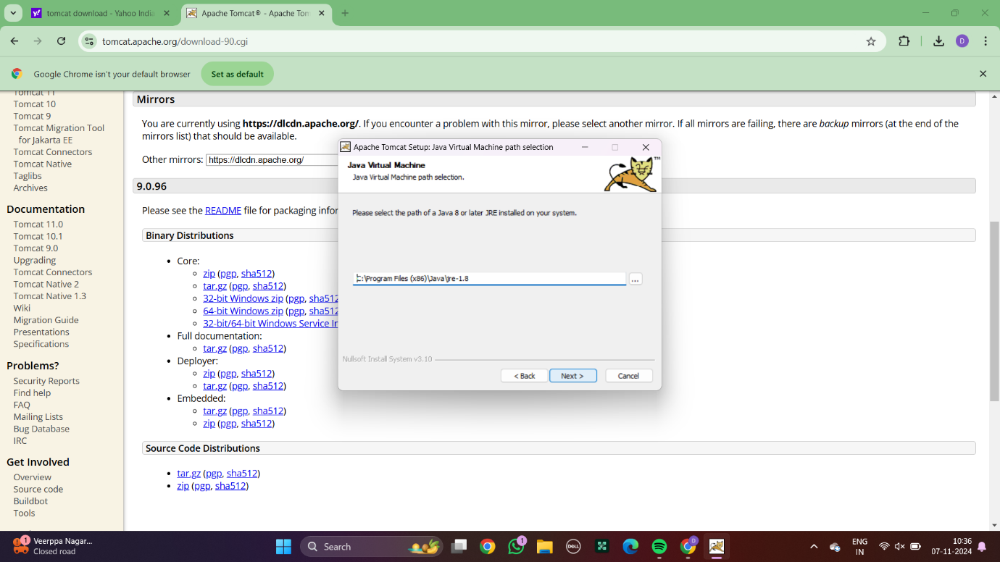 tomcat download - Yahoo India
Apache Tomcat® - Apache Tom
tomcat.apache.org/download-90.cgi
D
Google Chrome isn't your default browser
Set as default
Tomcat 11
Tomcat 10
Tomcat 9
Tomcat Migration Tool
for Jakarta EE
Tomcat Connectors
Tomcat Native
Taglibs
Archives
Documentation
Tomcat 11.0
Tomcat 10.1
Tomcat 9.0
Upgrading
Tomcat Connectors
Tomcat Native 2
Tomcat Native 1.3
Wiki
Migration Guide
Presentations
Specifications
Problems?
Security Reports
Find help
FAQ
Mailing Lists
Bug Database
IRC
Get Involved
Overview
Source code
Buildbot
Tools
Mirrors
You are currently using https://dlcdn.apache.org/. If you encounter a problem with this mirror, please select another mirror. If all mirrors are failing, there are backup mirrors (at the end of the
mirrors list) that should be available.
Other mirrors: https://dlcdn.apache.org/
9.0.96
Please see the README file for packaging infor
Binary Distributions
Core:
zip (pgp, sha512)
tar.gz (pgp, sha512)
32-bit Windows zip (pgp, sha512
64-bit Windows zip (pgp, sha512
32-bit/64-bit Windows Service In
Full documentation:
tar.gz (pgp, sha512)
Deployer:
zip (pgp, sha512)
tar.gz (pgp, sha512)
Embedded:
tar.gz (pgp, sha512)
zip (pgp, sha512)
Source Code Distributions
tar.gz (pgp, sha512)
zip (pgp, sha512)
Apache Tomcat Setup: Java Virtual Machine path selection
Java Virtual Machine
Java Virtual Machine path selection.
TM
Please select the path of a Java 8 or later JRE installed on your system.
C:\Program Files (x86)\Java\jre-1.8
...
Nullsoft Install System v3.10
< Back
Next >
Cancel
1
Veerppa Nagar...
Closed road
Search
1
DELL
D
ENG
IN
10:36
07-11-2024